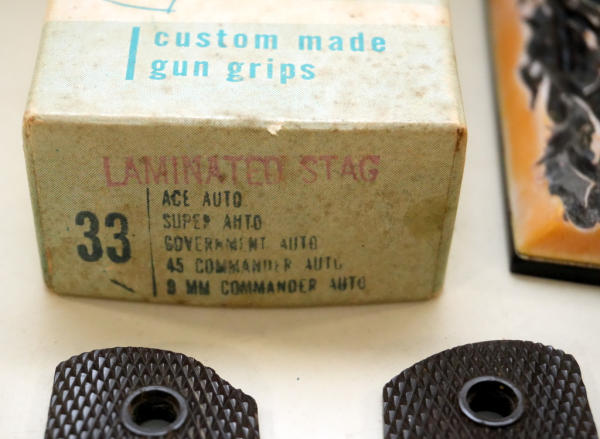 custom made
gun grips
LAMINATED STAG
33
ACE AUTO
SUPER AUTO
GOVERNMENT AUTO
45 COMMANDER AUTO
9 MM COMMANDER AUTO